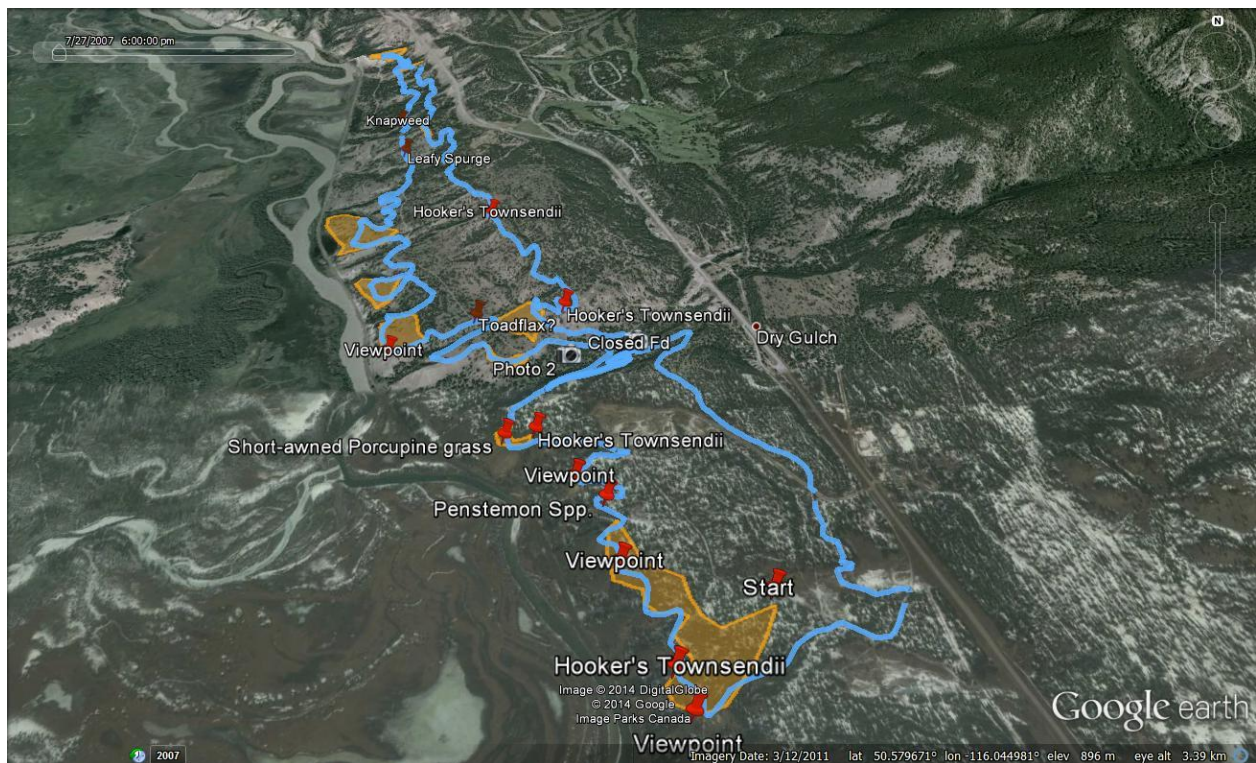 N
7/27/2007 6:00:00 pm
Knapweed
Leafy Spurge
Hooker's Townsendii
Hooker's Townsendii
Toadflax?
Closed Fd
Dry Gulch
Viewpoint
Photo 2
Short-awned Porcupine grass
Hooker's Townsendii
Viewpoint
Penstemon Spp.
Viewpoint
Start
Hooker's Townsendii
Image © 2014 DigitalGlobe
© 2014 Google
Image Parks Canada
Google earth
Viewpoint
2007
Imagery Date: 3/12/2011 lat 50.579671° lon -116.044981° elev 896 m eye alt 3.39 km